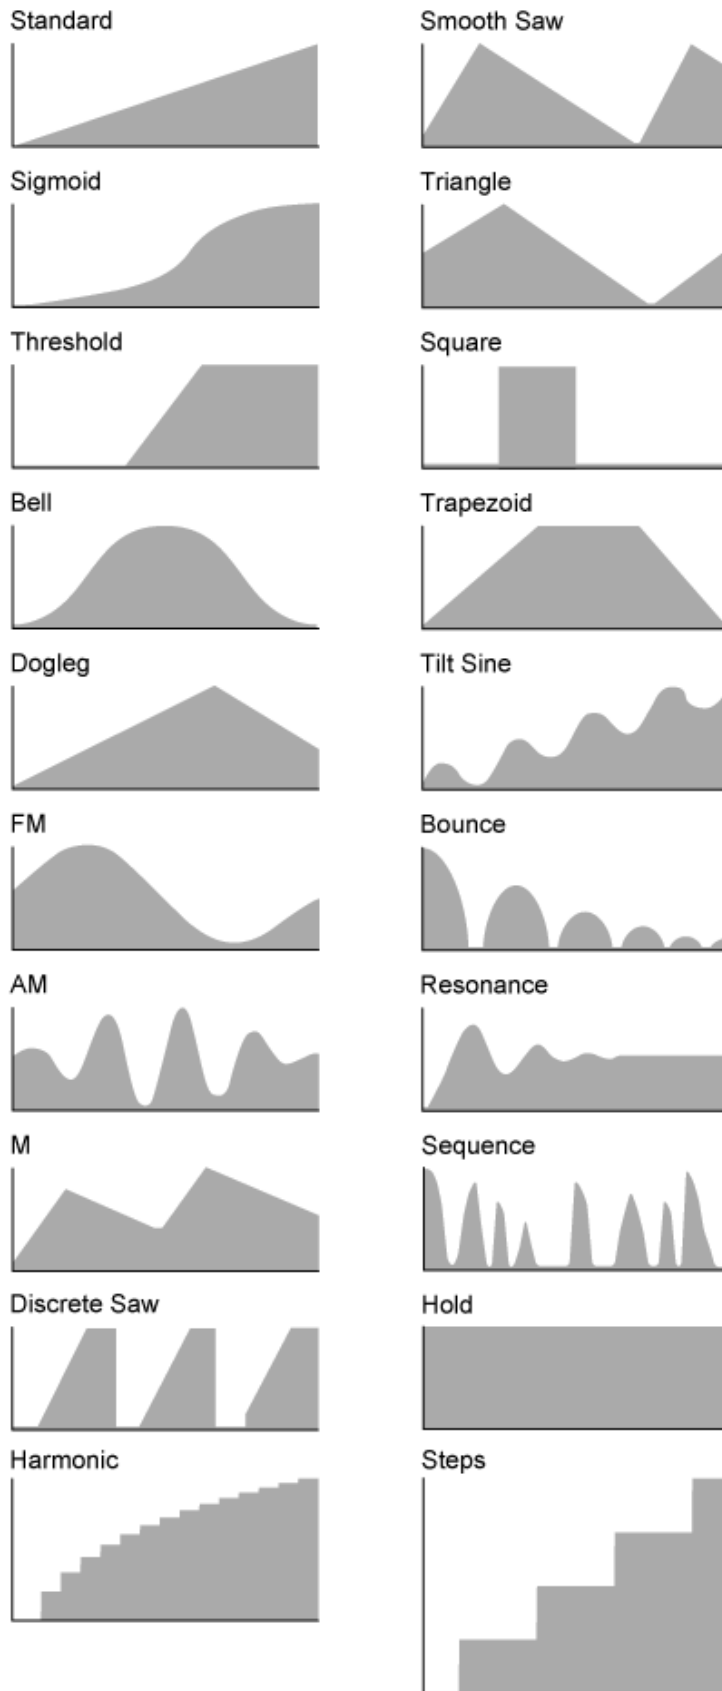 Standard
Smooth Saw
Sigmoid
Triangle
Threshold
Square
Bell
Trapezoid
Dogleg
Tilt Sine
FM
Bounce
AM
Resonance
M
Sequence
Discrete Saw
Hold
Harmonic
Steps